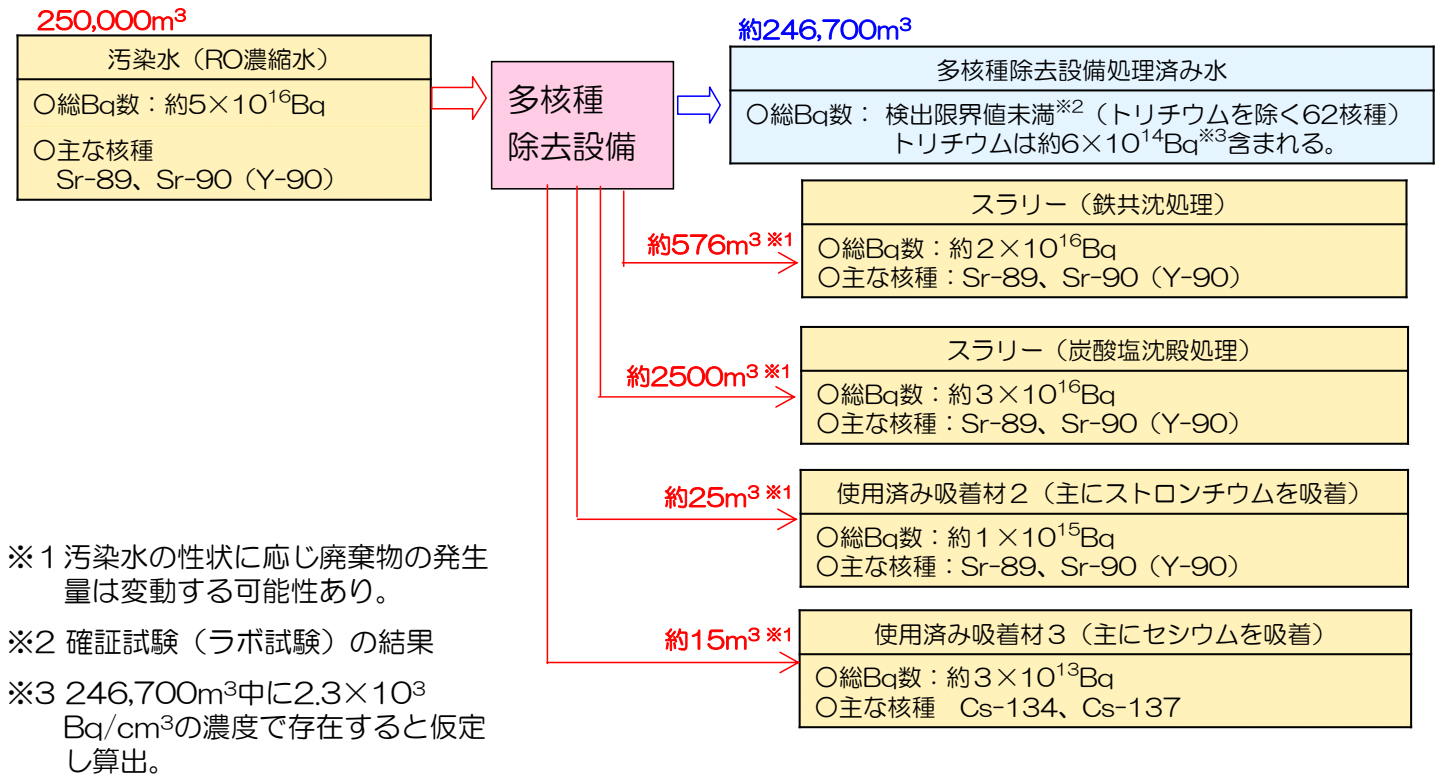 250,000m³
汚染水（RO濃縮水）
○総Bq数：約5×10¹⁶Bq
○主な核種
Sr-89、Sr-90（Y-90）
多核種
除去設備
約246,700m³
多核種除去設備処理済み水
○総Bq数： 検出限界値未満※2（トリチウムを除く62核種）
トリチウムは約6×10¹⁴Bq※3含まれる。
約576m³ ※1
スラリー（鉄共沈処理）
○総Bq数：約２×10¹⁶Bq
○主な核種：Sr-89、Sr-90（Y-90）
約2500m³ ※1
スラリー（炭酸塩沈殿処理）
○総Bq数：約３×10¹⁶Bq
○主な核種：Sr-89、Sr-90（Y-90）
約25m³ ※1
使用済み吸着材２（主にストロンチウムを吸着）
○総Bq数：約１×10¹⁵Bq
○主な核種：Sr-89、Sr-90（Y-90）
約15m³ ※1
使用済み吸着材３（主にセシウムを吸着）
○総Bq数：約３×10¹³Bq
○主な核種　Cs-134、Cs-137
※１汚染水の性状に応じ廃棄物の発生
量は変動する可能性あり。
※2 確証試験（ラボ試験）の結果
※3 246,700m³中に2.3×10³
Bq/cm³の濃度で存在すると仮定
し算出。